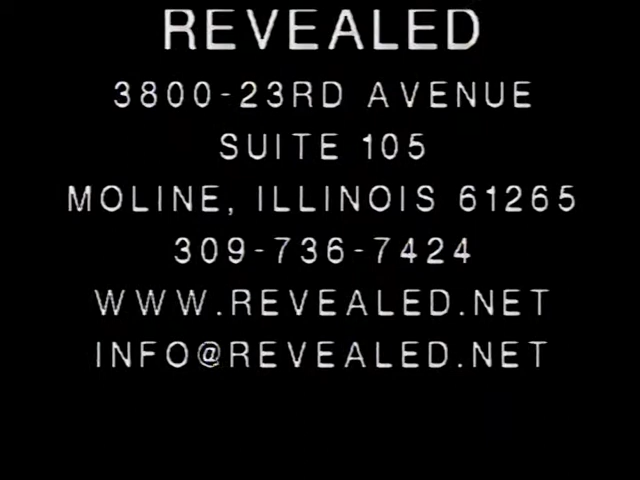 REVEALED
3800-23RD AVENUE
SUITE 105
MOLINE, ILLINOIS 61265
309-736-7424
WWW.REVEALED.NET
INFO@REVEALED.NET